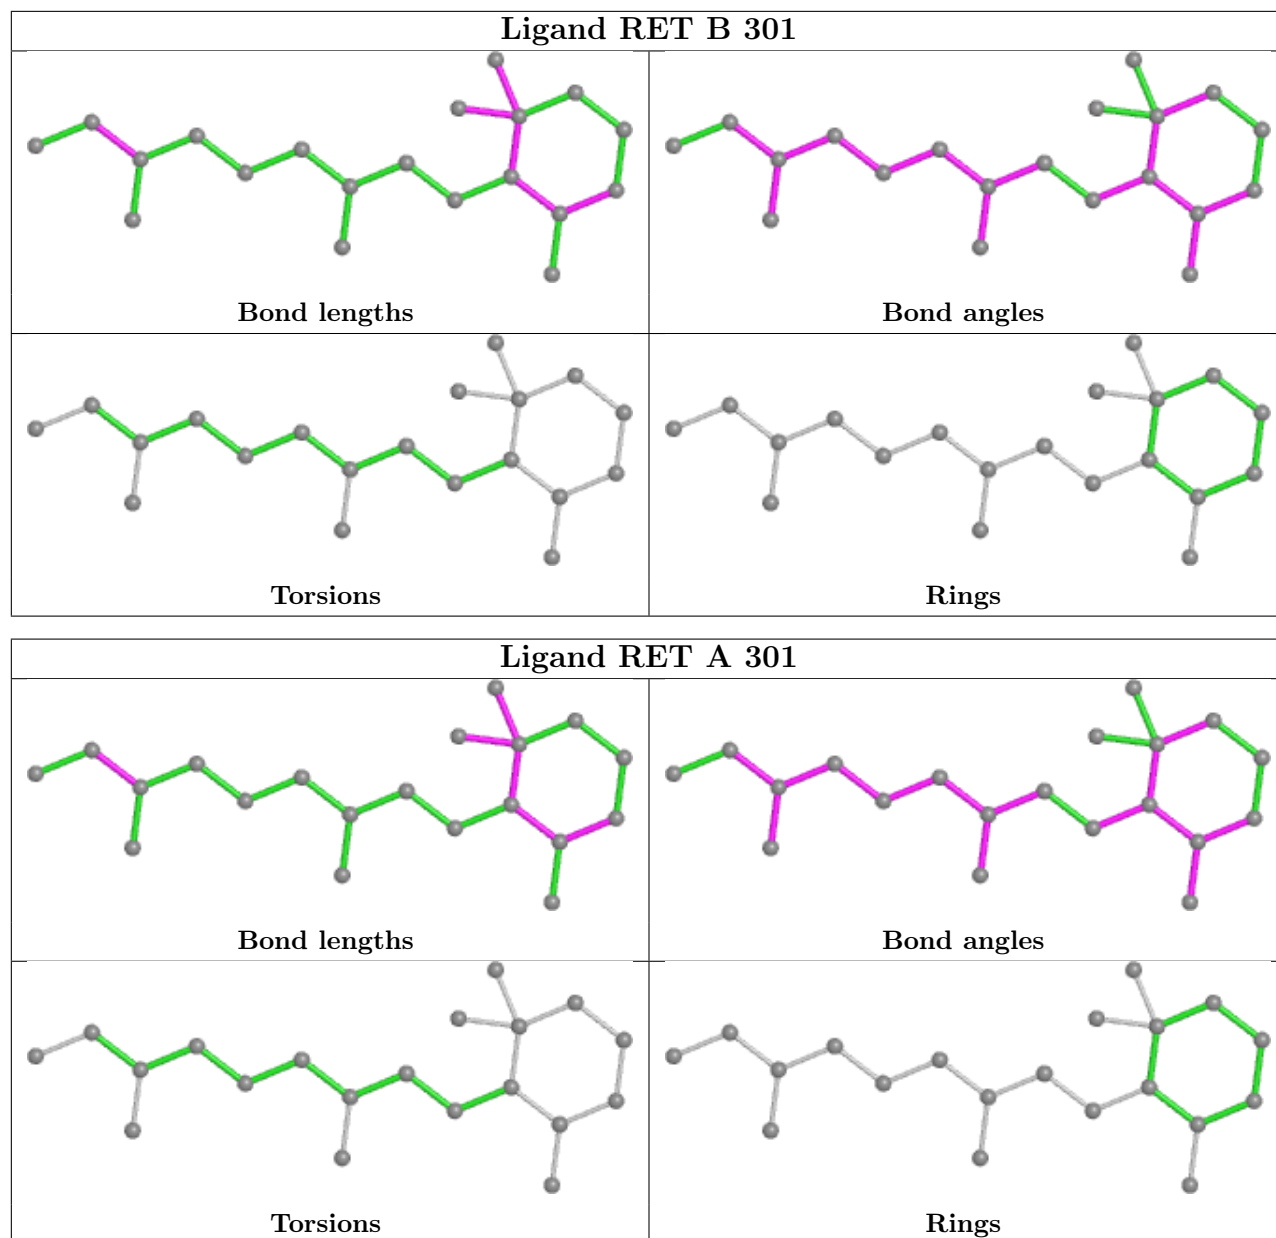 Ligand RET B 301
Bond lengths
Bond angles
Torsions
Rings
Ligand RET A 301
Bond lengths
Bond angles
Torsions
Rings